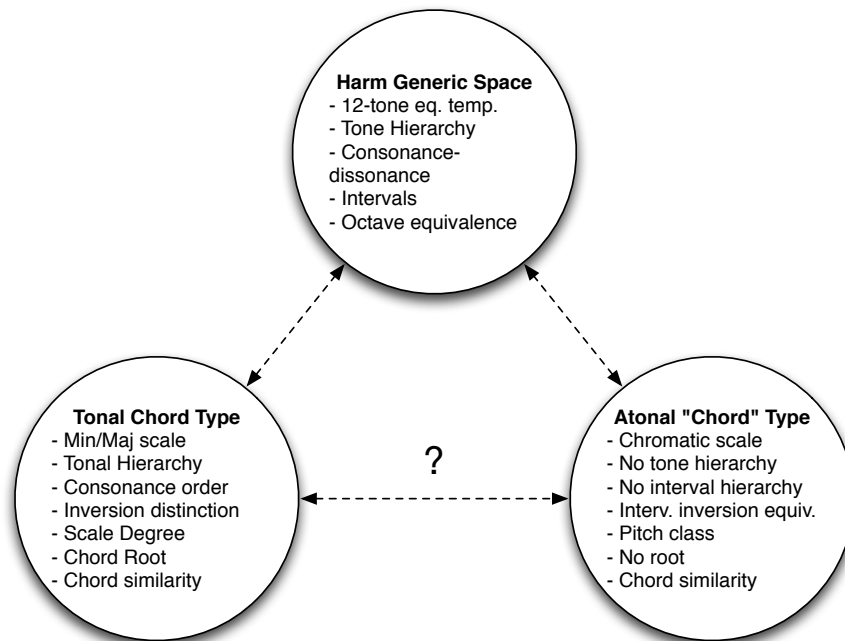 Harm Generic Space
- 12-tone eq. temp.
- Tone Hierarchy
- Consonance-
dissonance
- Intervals
- Octave equivalence
Tonal Chord Type
- Min/Maj scale
- Tonal Hierarchy
- Consonance order
- Inversion distinction
- Scale Degree
- Chord Root
- Chord similarity
?
Atonal "Chord" Type
- Chromatic scale
- No tone hierarchy
- No interval hierarchy
- Interv. inversion equiv.
- Pitch class
- No root
- Chord similarity